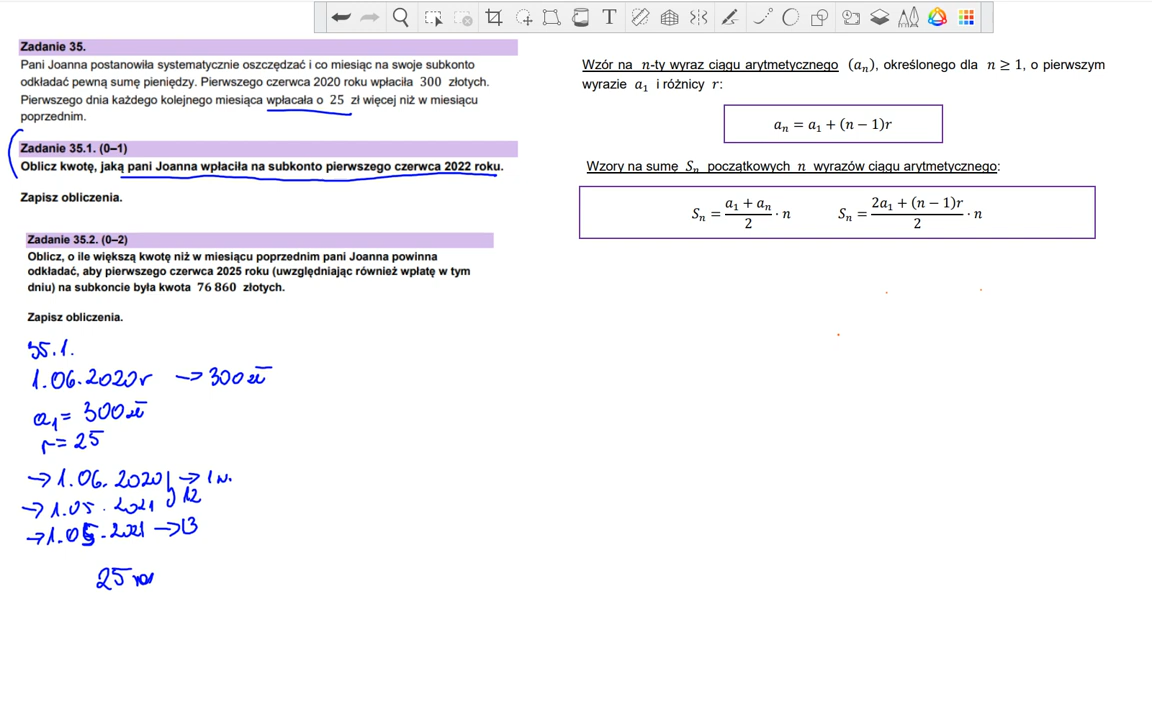 Zadanie 35.
Pani Joanna postanowiła systematycznie oszczędzać i co miesiąc na swoje subkonto
odkładać pewną sumę pieniędzy. Pierwszego czerwca 2020 roku wpłaciła 300 złotych.
Pierwszego dnia każdego kolejnego miesiąca wpłacała o 25 zł więcej niż w miesiącu
poprzednim.
Zadanie 35.1. (0–1)
Oblicz kwotę, jaką pani Joanna wpłaciła na subkonto pierwszego czerwca 2022 roku.
Zapisz obliczenia.
Zadanie 35.2. (0–2)
Oblicz, o ile większą kwotę niż w miesiącu poprzednim pani Joanna powinna
odkładać, aby pierwszego czerwca 2025 roku (uwzględniając również wpłatę w tym
dniu) na subkoncie była kwota 76 860 złotych.
Zapisz obliczenia.
35.1.
1.06.2020r → 300 zł
a₁ = 300 zł
r = 25
→ 1.06.2020 → 1 w.
→ 1.05.2021 12
→ 1.06.2021 → 13
25
Wzór na n-ty wyraz ciągu arytmetycznego (aₙ), określonego dla n ≥ 1, o pierwszym
wyrazie a₁ i różnicy r:
aₙ = a₁ + (n − 1)r
Wzory na sumę Sₙ początkowych n wyrazów ciągu arytmetycznego:
Sₙ = (a₁ + aₙ)/2 · n Sₙ = (2a₁ + (n − 1)r)/2 · n